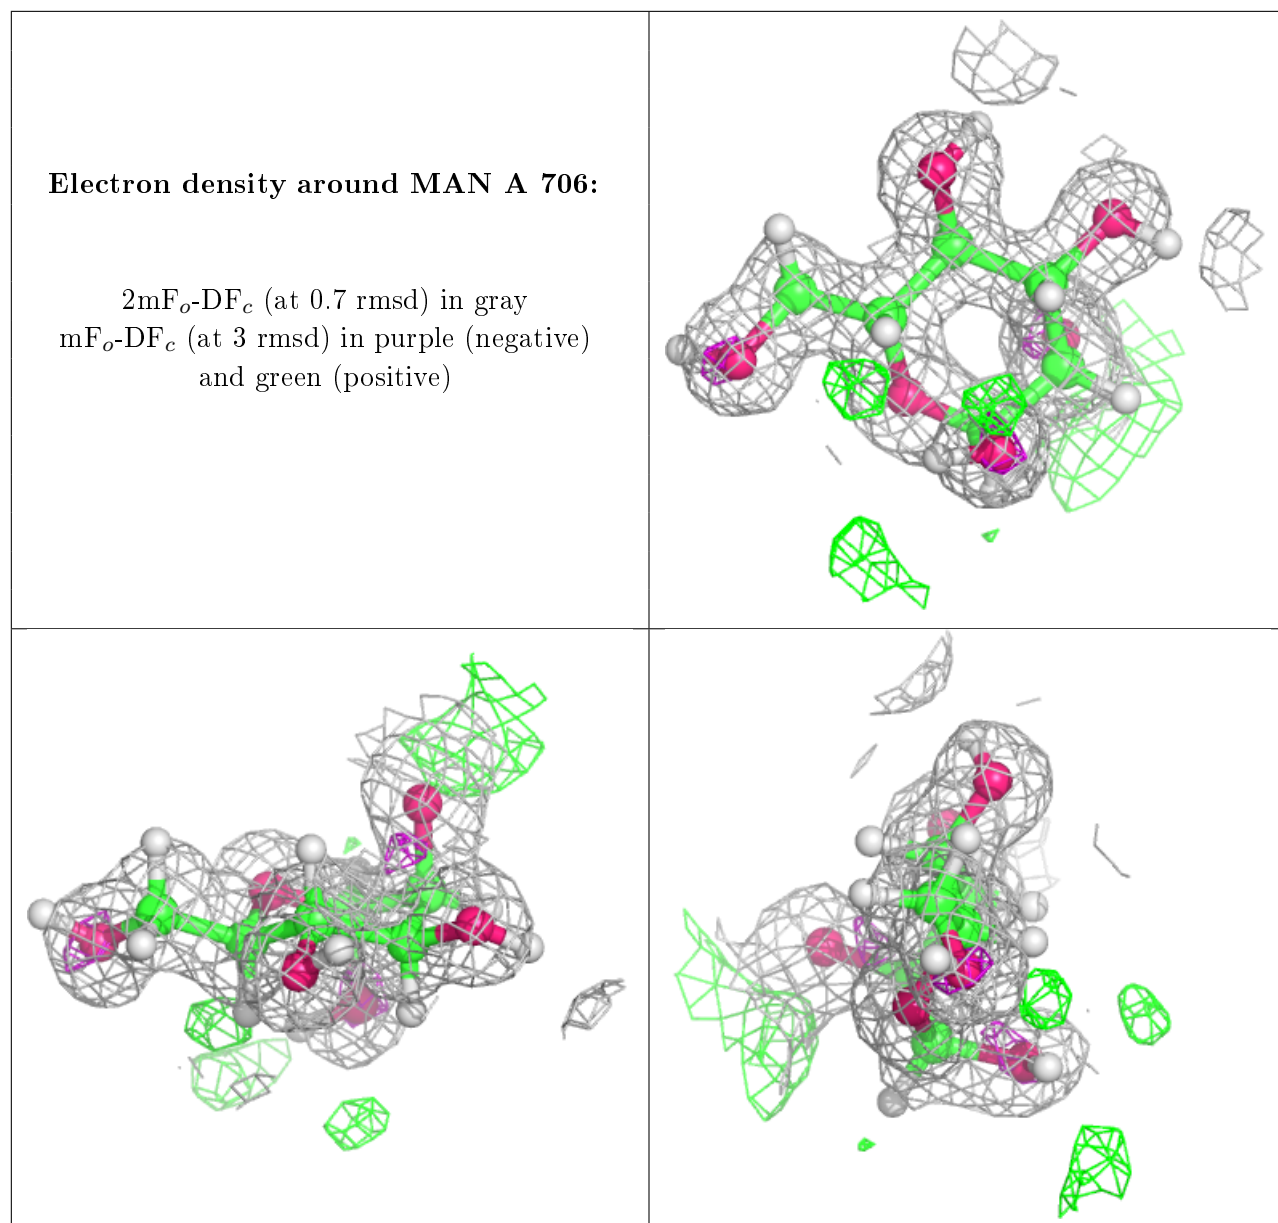 Electron density around MAN A 706:
2mFₒ-DF𝒸 (at 0.7 rmsd) in gray
mFₒ-DF𝒸 (at 3 rmsd) in purple (negative)
and green (positive)